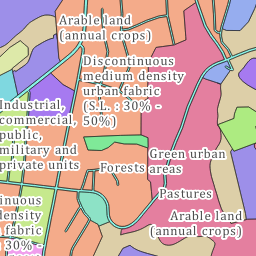 Arable land
(annual crops)
Discontinuous
medium density
urban fabric
(S.L. : 30% -
50%)
Industrial,
commercial,
public,
military and
private units
Green urban
areas
Forests
Pastures
Arable land
(annual crops)
inuous
density
fabric
30% -